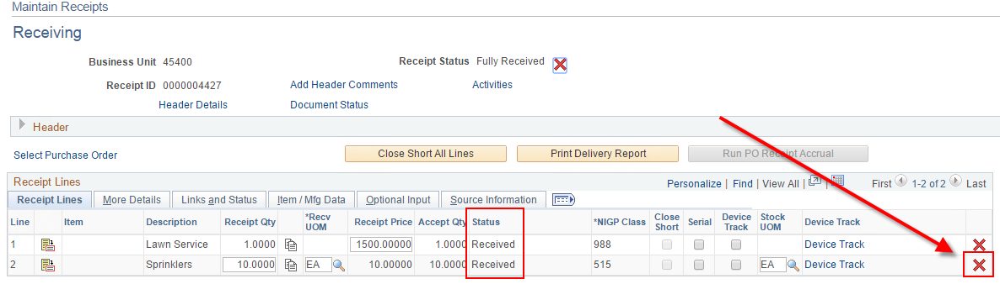 Maintain Receipts
Receiving
Business Unit 45400 Receipt Status Fully Received
Receipt ID 0000004427 Add Header Comments Activities
Header Details Document Status
Header
Select Purchase Order Close Short All Lines Print Delivery Report Run PO Receipt Accrual
Receipt Lines Personalize | Find | View All | First 1-2 of 2 Last
Receipt Lines More Details Links and Status Item / Mfg Data Optional Input Source Information
Line Item Description Receipt Qty *Recv UOM Receipt Price Accept Qty Status *NIGP Class Close Short Serial Device Track Stock UOM Device Track
1 Lawn Service 1.0000 1500.00000 1.0000 Received 988 Device Track
2 Sprinklers 10.0000 EA 10.00000 10.0000 Received 515 EA Device Track